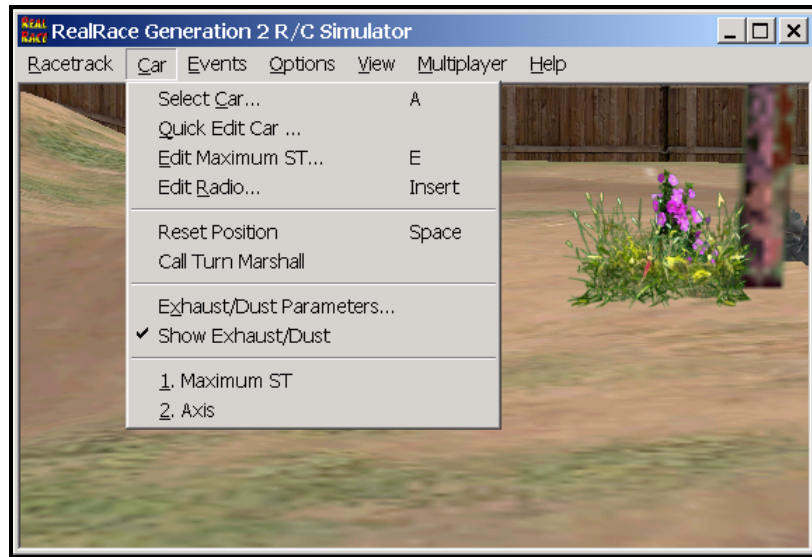 REAL RACE RealRace Generation 2 R/C Simulator
Racetrack Car Events Options View Multiplayer Help
Select Car... A
Quick Edit Car ...
Edit Maximum ST... E
Edit Radio... Insert
Reset Position Space
Call Turn Marshall
Exhaust/Dust Parameters...
✔ Show Exhaust/Dust
1. Maximum ST
2. Axis